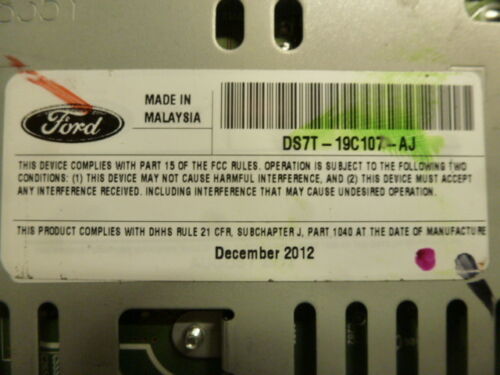 Ford
MADE IN
MALAYSIA
DS7T-19C107-AJ
THIS DEVICE COMPLIES WITH PART 15 OF THE FCC RULES. OPERATION IS SUBJECT TO THE FOLLOWING TWO
CONDITIONS: (1) THIS DEVICE MAY NOT CAUSE HARMFUL INTERFERENCE, AND (2) THIS DEVICE MUST ACCEPT
ANY INTERFERENCE RECEIVED. INCLUDING INTERFERENCE THAT MAY CAUSE UNDESIRED OPERATION.
THIS PRODUCT COMPLIES WITH DHHS RULE 21 CFR, SUBCHAPTER J, PART 1040 AT THE DATE OF MANUFACTURE
December 2012